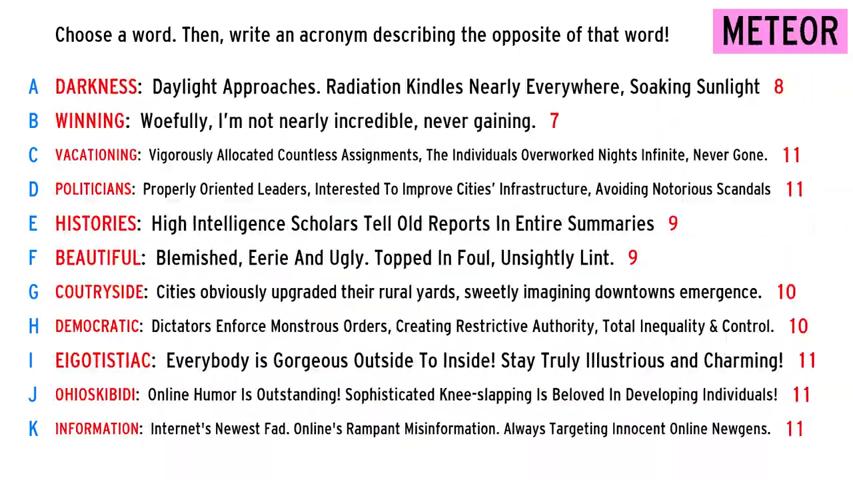 Choose a word. Then, write an acronym describing the opposite of that word!
METEOR
A DARKNESS: Daylight Approaches. Radiation Kindles Nearly Everywhere, Soaking Sunlight 8
B WINNING: Woefully, I'm not nearly incredible, never gaining. 7
C VACATIONING: Vigorously Allocated Countless Assignments, The Individuals Overworked Nights Infinite, Never Gone. 11
D POLITICIANS: Properly Oriented Leaders, Interested To Improve Cities' Infrastructure, Avoiding Notorious Scandals 11
E HISTORIES: High Intelligence Scholars Tell Old Reports In Entire Summaries 9
F BEAUTIFUL: Blemished, Eerie And Ugly. Topped In Foul, Unsightly Lint. 9
G COUTRYSIDE: Cities obviously upgraded their rural yards, sweetly imagining downtowns emergence. 10
H DEMOCRATIC: Dictators Enforce Monstrous Orders, Creating Restrictive Authority, Total Inequality & Control. 10
I EIGOTISTIAC: Everybody is Gorgeous Outside To Inside! Stay Truly Illustrious and Charming! 11
J OHIOSKIBIDI: Online Humor Is Outstanding! Sophisticated Knee-slapping Is Beloved In Developing Individuals! 11
K INFORMATION: Internet's Newest Fad. Online's Rampant Misinformation. Always Targeting Innocent Online Newgens. 11